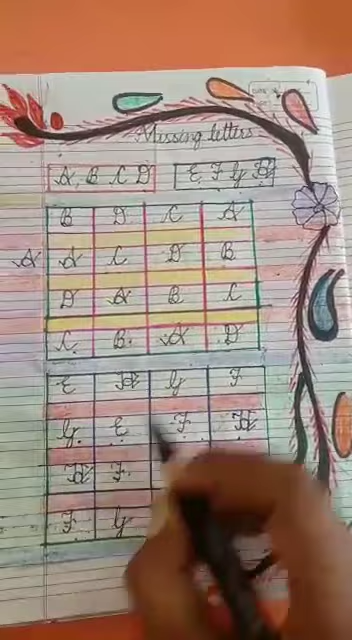 Missing letters
A, B C D E F G H
B D C A
A A C D B
D A B C
C B. A D
E H G F
G E F H
H F.
F G